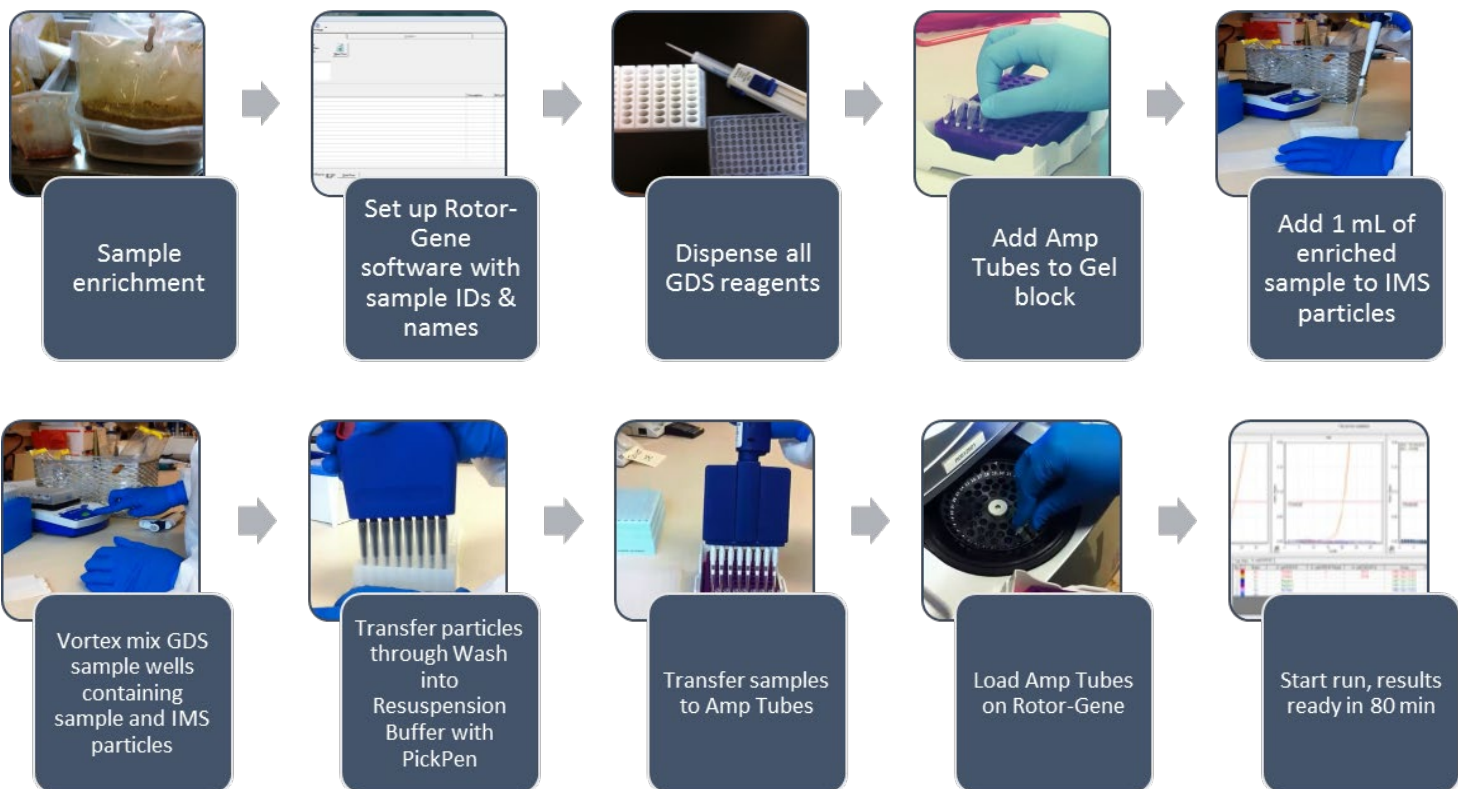 Sample
enrichment
Set up Rotor-
Gene
software with
sample IDs &
names
Dispense all
GDS reagents
Add Amp
Tubes to Gel
block
Add 1 mL of
enriched
sample to IMS
particles
Vortex mix GDS
sample wells
containing
sample and IMS
particles
Transfer particles
through Wash
into
Resuspension
Buffer with
PickPen
Transfer samples
to Amp Tubes
Load Amp Tubes
on Rotor-Gene
Start run, results
ready in 80 min